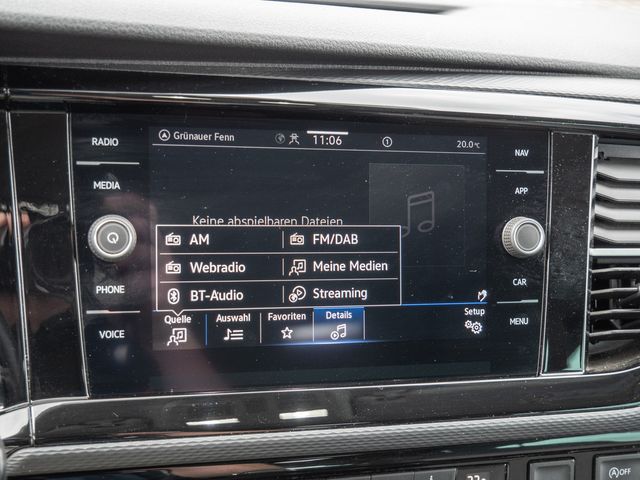 RADIO
MEDIA
PHONE
VOICE
Grünauer Fenn
11:06
1
20.0°C
Keine abspielbaren Dateien
AM
FM/DAB
Webradio
Meine Medien
BT-Audio
Streaming
Quelle
Auswahl
Favoriten
Details
Setup
NAV
APP
CAR
MENU
OFF